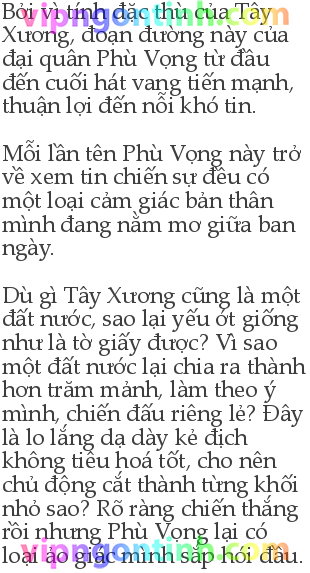 Bởi vì tính đặc thù của Tây
Xương, đoạn đường này của
đại quân Phù Vọng từ đầu
đến cuối hát vang tiến mạnh,
thuận lợi đến nỗi khó tin.
Mỗi lần tên Phù Vọng này trở
về xem tin chiến sự đều có
một loại cảm giác bản thân
mình đang nằm mơ giữa ban
ngày.
Dù gì Tây Xương cũng là một
đất nước, sao lại yếu ớt giống
như là tờ giấy được? Vì sao
một đất nước lại chia ra thành
hơn trăm mảnh, làm theo ý
mình, chiến đấu riêng lẻ? Đây
là lo lắng dạ dày kẻ địch
không tiêu hoá tốt, cho nên
chủ động cắt thành từng khối
nhỏ sao? Rõ ràng chiến thắng
rồi nhưng Phù Vọng lại có
loại ảo giác mình sắp hói đầu.
vipngontinh.com
vipngontinh.com